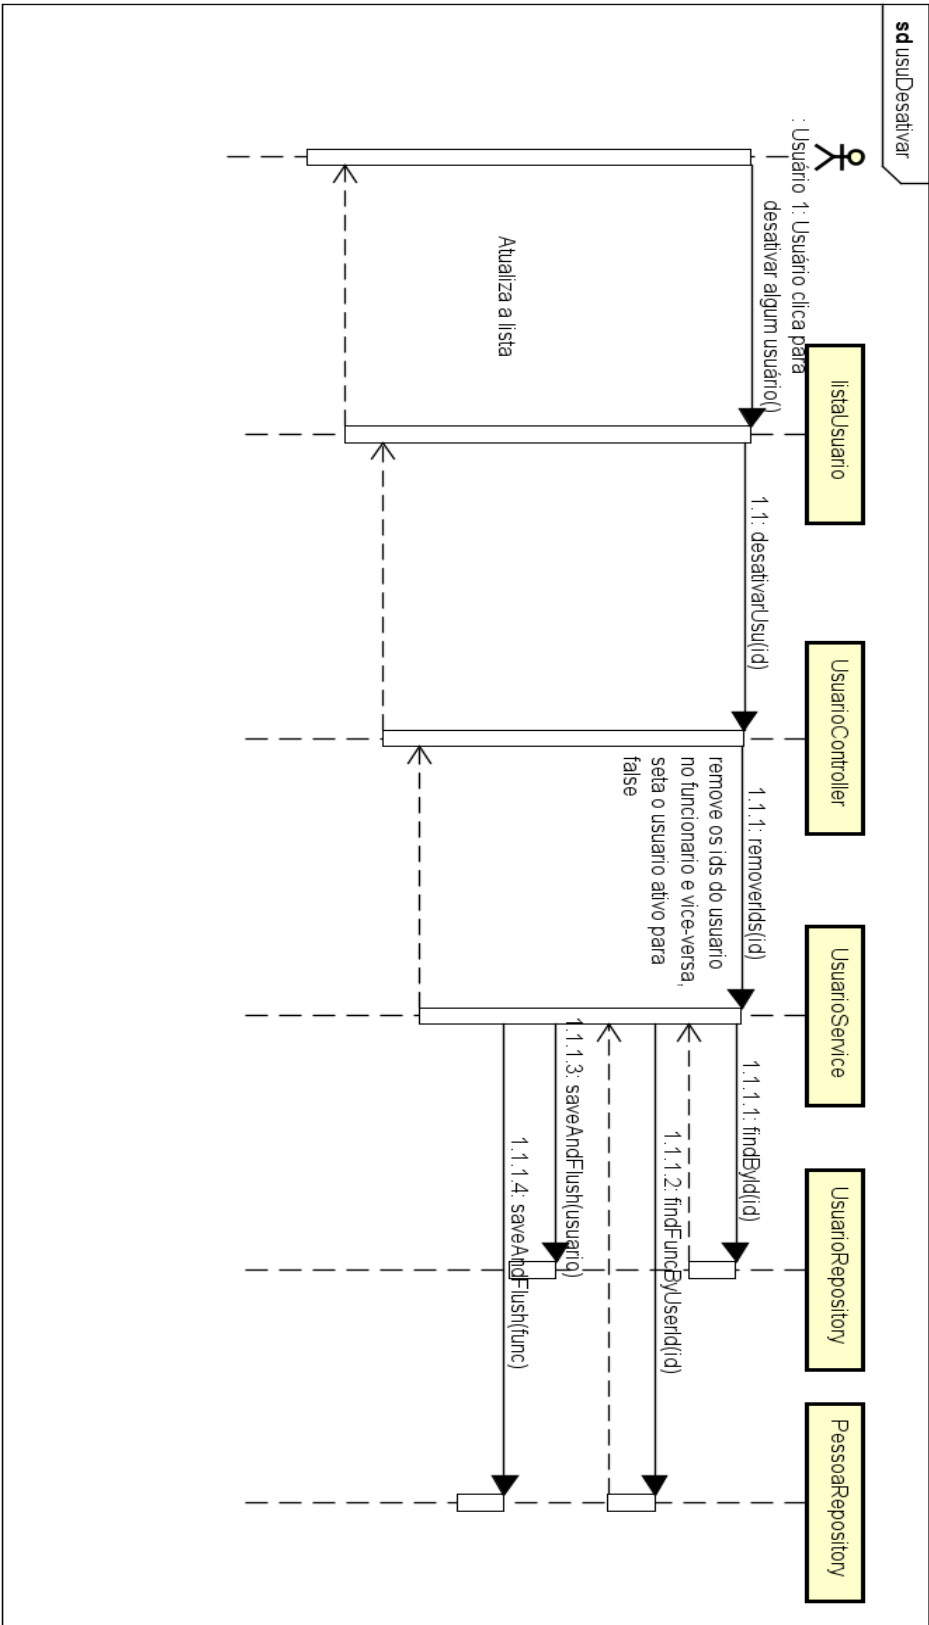 sd usuDesativar
: Usuário
listaUsuario
UsuarioController
UsuarioService
UsuarioRepository
PessoaRepository
1: Usuário clica para
desativar algum usuário()
1.1: desativarUsu(id)
1.1.1: removerIds(id)
remove os ids do usuario
no funcionario e vice-versa,
seta o usuario ativo para
false
1.1.1.1: findById(id)
1.1.1.2: findFuncByUserId(id)
1.1.1.3: saveAndFlush(usuario)
1.1.1.4: saveAndFlush(func)
Atualiza a lista